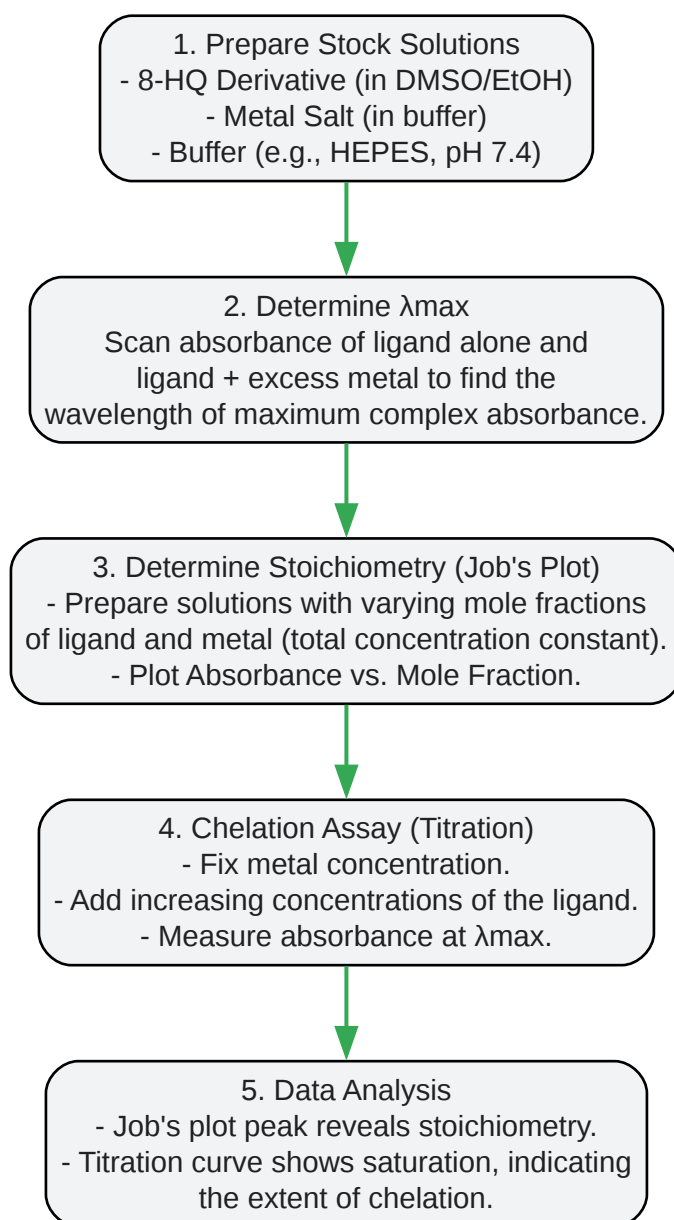 1. Prepare Stock Solutions
- 8-HQ Derivative (in DMSO/EtOH)
- Metal Salt (in buffer)
- Buffer (e.g., HEPES, pH 7.4)
2. Determine λmax
Scan absorbance of ligand alone and
ligand + excess metal to find the
wavelength of maximum complex absorbance.
3. Determine Stoichiometry (Job's Plot)
- Prepare solutions with varying mole fractions
of ligand and metal (total concentration constant).
- Plot Absorbance vs. Mole Fraction.
4. Chelation Assay (Titration)
- Fix metal concentration.
- Add increasing concentrations of the ligand.
- Measure absorbance at λmax.
5. Data Analysis
- Job's plot peak reveals stoichiometry.
- Titration curve shows saturation, indicating
the extent of chelation.